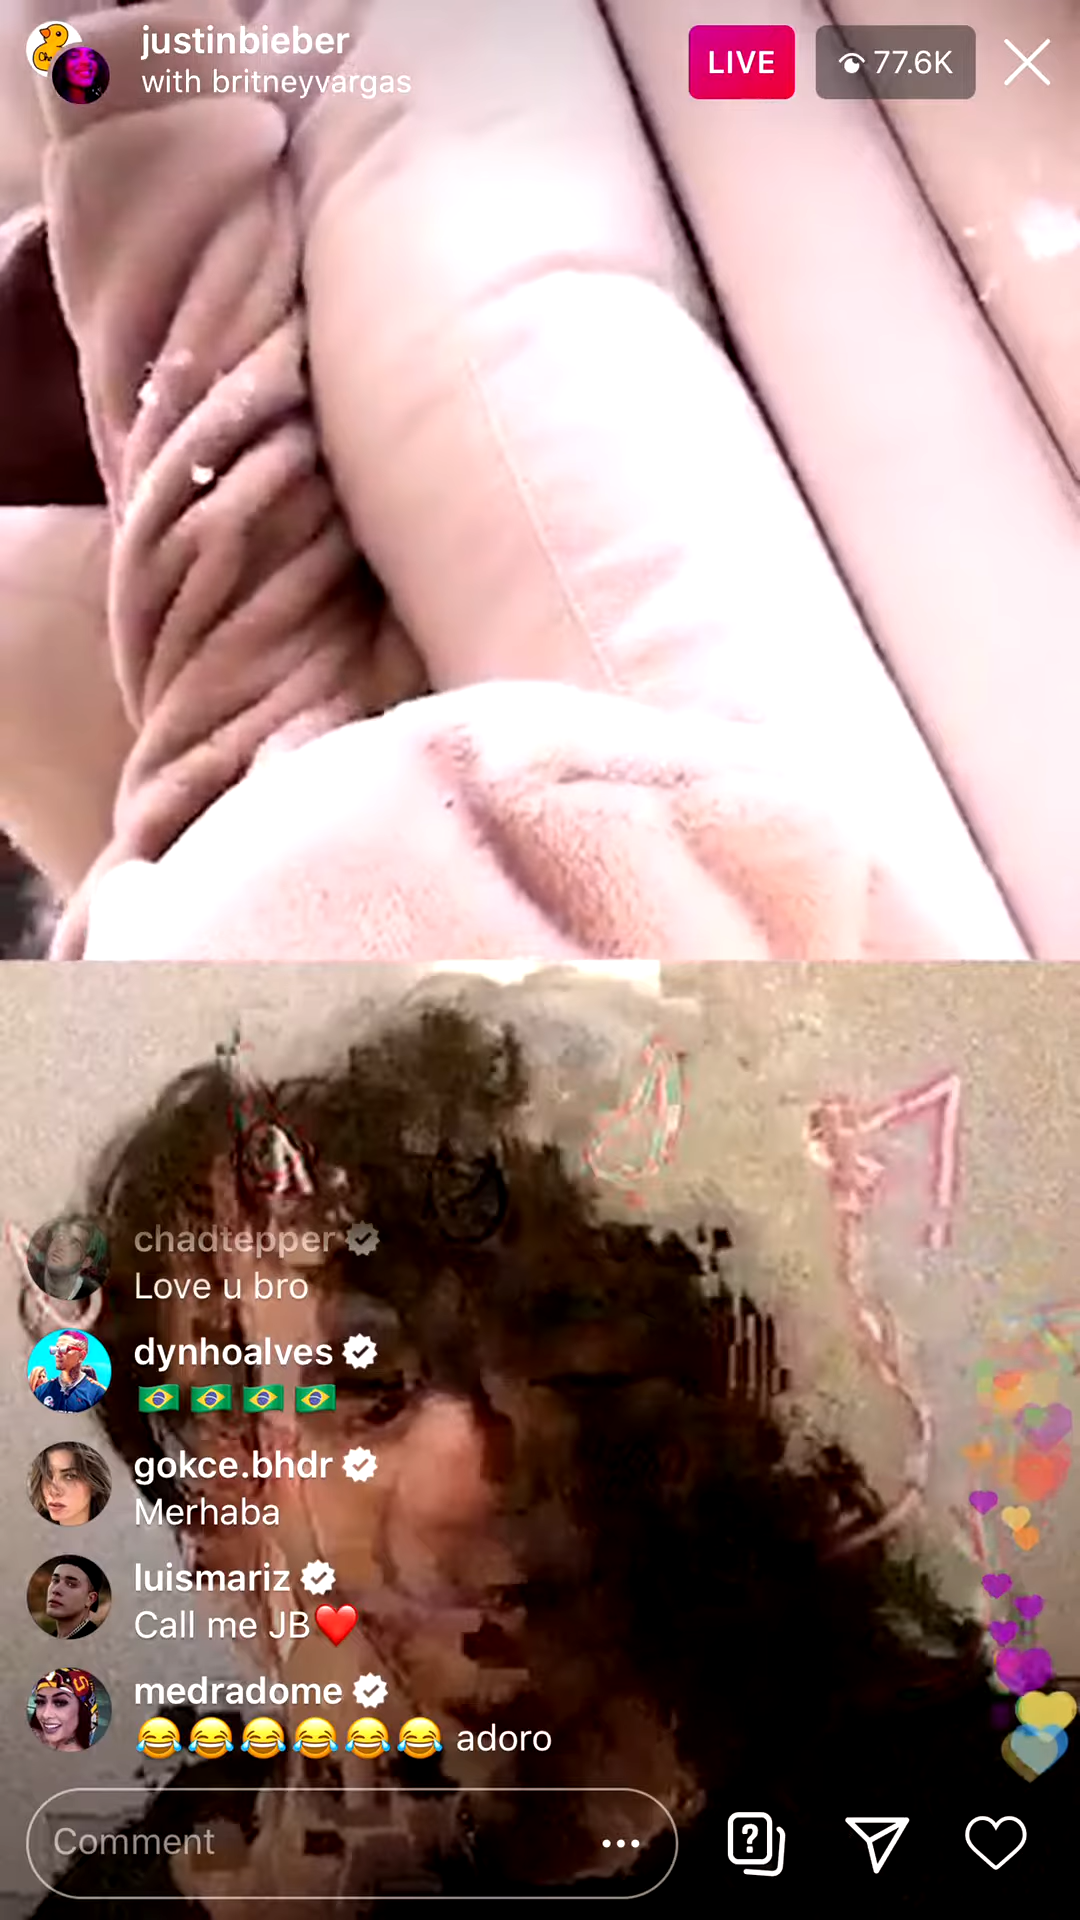 justinbieber
with britneyvargas
LIVE
77.6K
chadtepper
Love u bro
dynhoalves
🇧🇷 🇧🇷 🇧🇷 🇧🇷
gokce.bhdr
Merhaba
luismariz
Call me JB❤️
medradome
😂😂😂😂😂😂 adoro
Comment